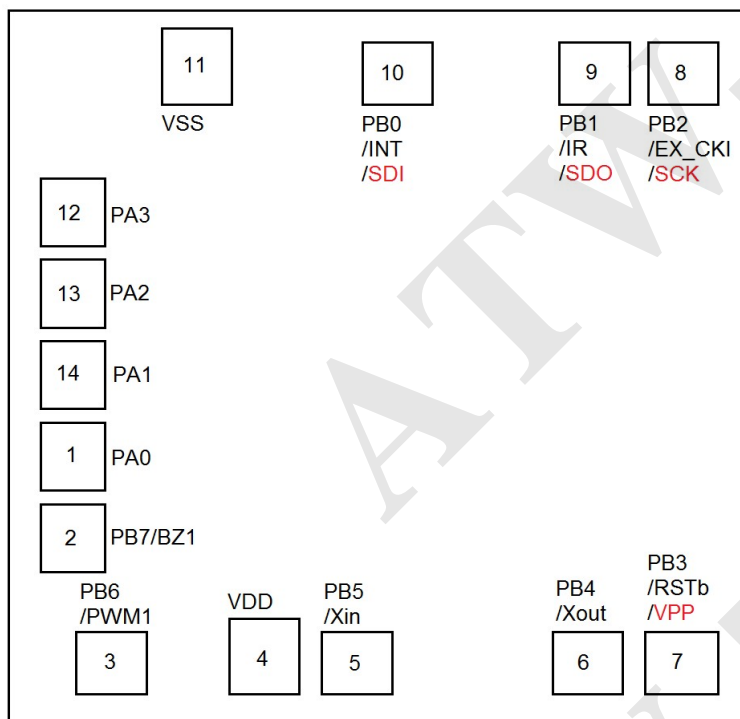 11
10
9
8
VSS
PB0
/INT
/SDI
PB1
/IR
/SDO
PB2
/EX_CKI
/SCK
12 PA3
13 PA2
14 PA1
1 PA0
2 PB7/BZ1
PB6
/PWM1
VDD
PB5
/Xin
PB4
/Xout
PB3
/RSTb
/VPP
3
4
5
6
7
ATW